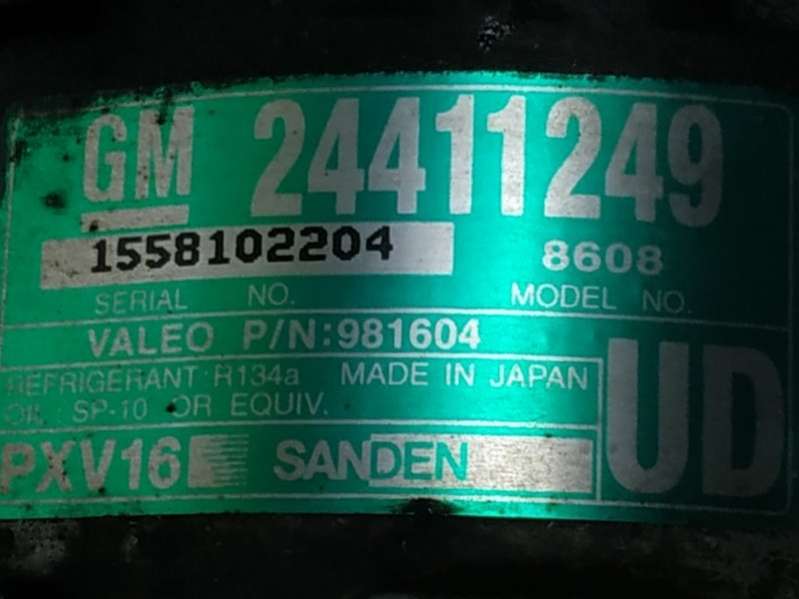 GM 24411249
1558102204 8608
SERIAL NO. MODEL NO.
VALEO P/N:981604
REFRIGERANT: R134a MADE IN JAPAN
OIL : SP-10 OR EQUIV.
PXV16 SANDEN
UD